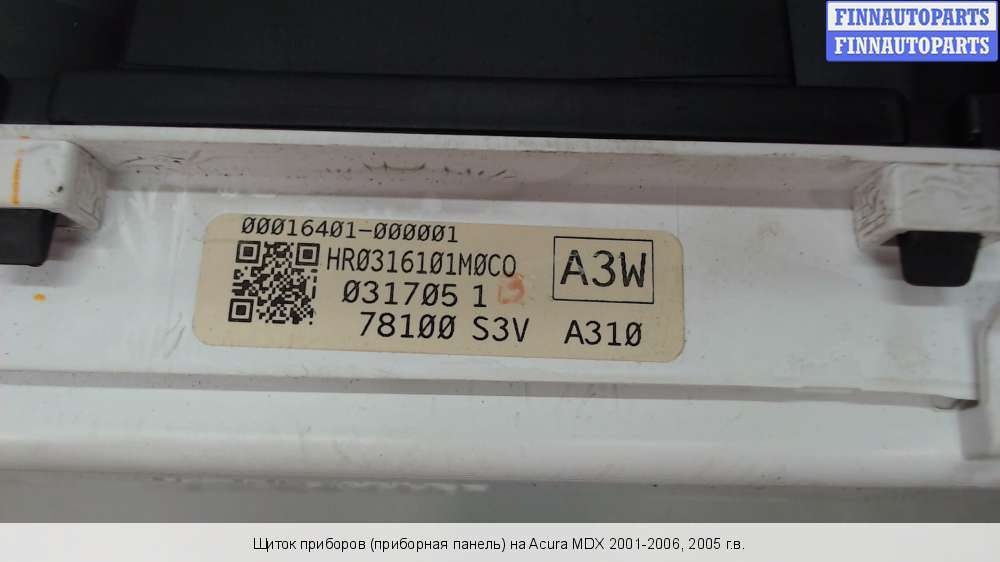 FINNAUTOPARTS
FINNAUTOPARTS
00016401-000001
HR0316101M0CO
A3W
031705 1
78100 S3V A310
Щиток приборов (приборная панель) на Acura MDX 2001-2006, 2005 г.в.